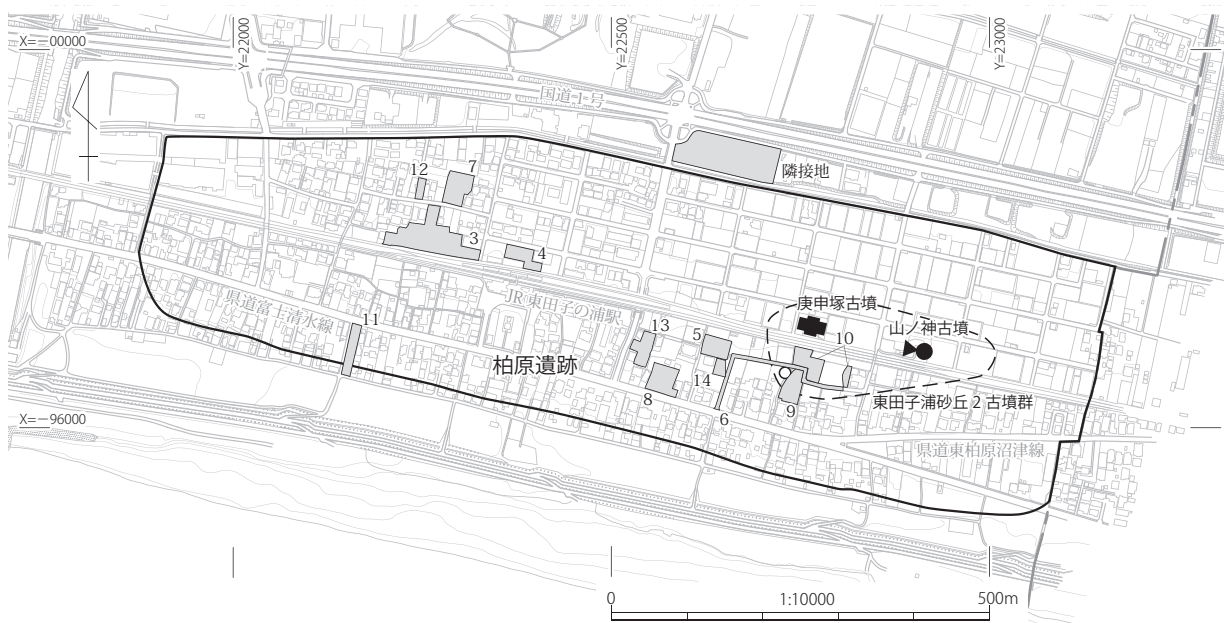 X=−00000
Y=22000
Y=22500
Y=23000
国道１号
隣接地
12
7
3
4
JR 東田子の浦駅
県道富士清水線
11
柏原遺跡
13
5
14
8
6
9
10
庚申塚古墳
山ノ神古墳
東田子浦砂丘 2 古墳群
県道東柏原沼津線
X=−96000
0
1:10000
500m